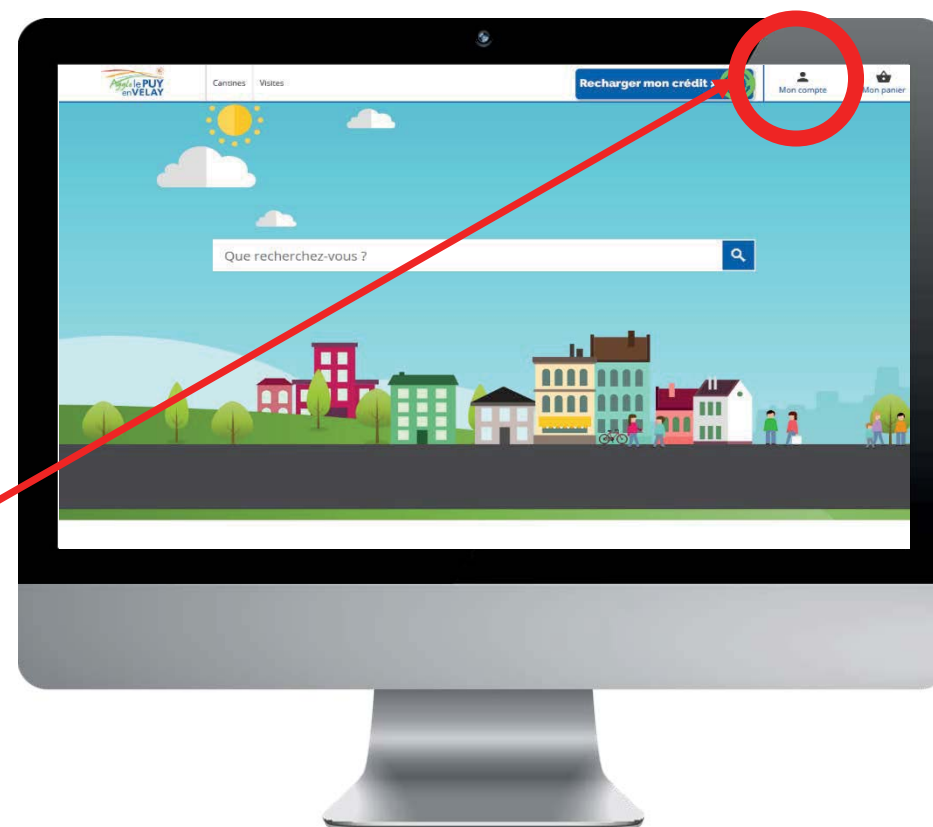 Agglo le PUY
en VELAY
Cantines Visites
Recharger mon crédit
Mon compte
Mon panier
Que recherchez-vous ?